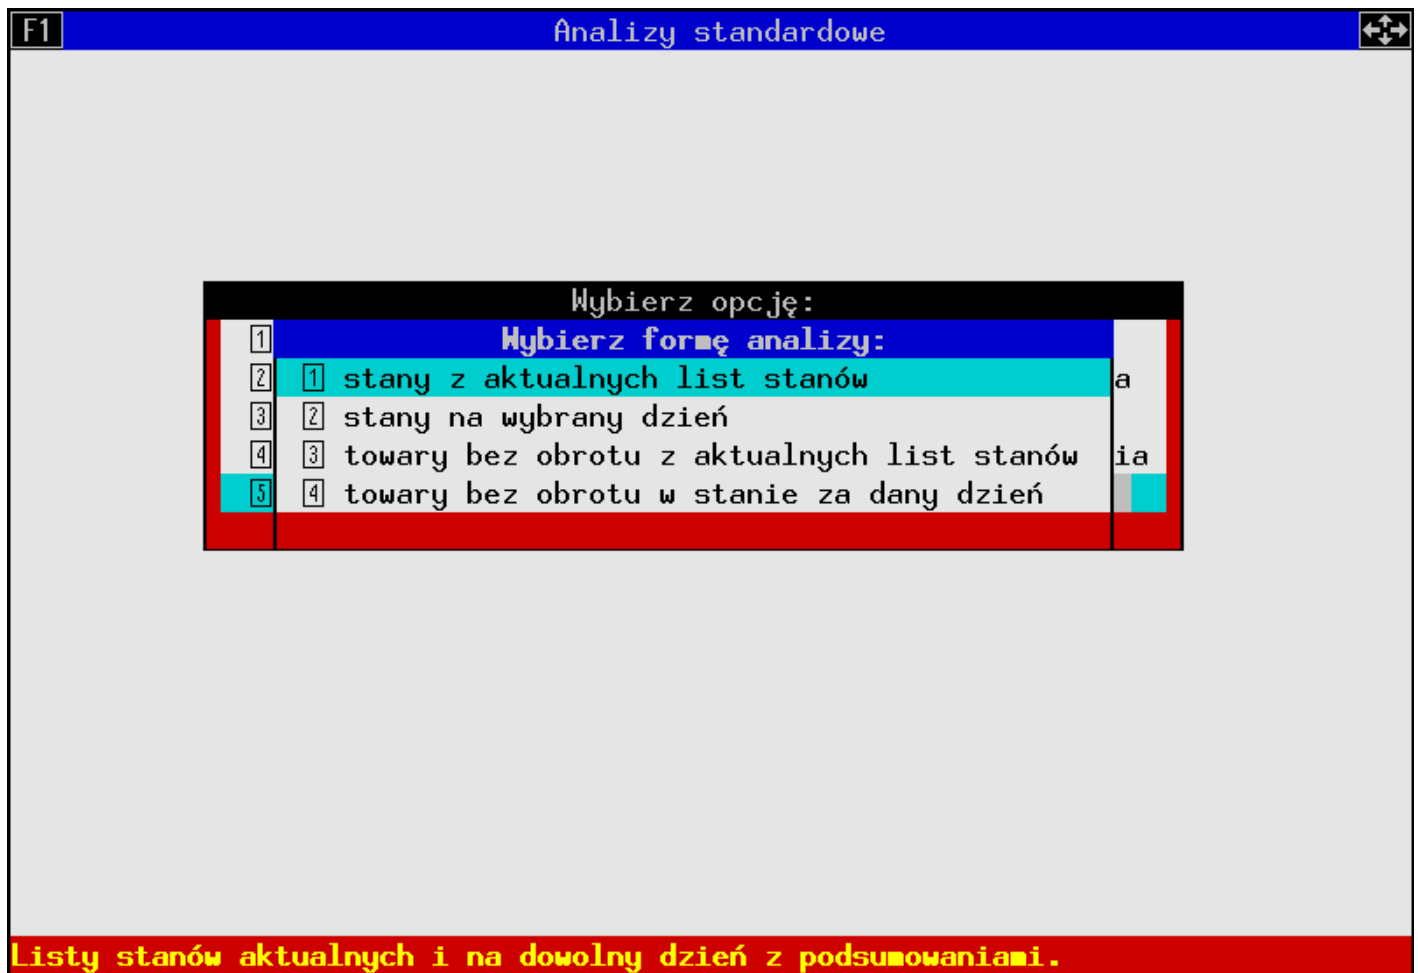 F1 Analizy standardowe
Wybierz opcję:
1 Wybierz formę analizy:
2 1 stany z aktualnych list stanów a
3 2 stany na wybrany dzień
4 3 towary bez obrotu z aktualnych list stanów ia
5 4 towary bez obrotu w stanie za dany dzień
Listy stanów aktualnych i na dowolny dzień z podsumowaniami.